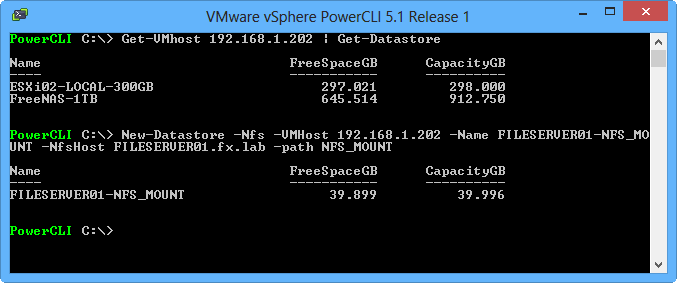 VMware vSphere PowerCLI 5.1 Release 1
PowerCLI C:\> Get-VMhost 192.168.1.202 | Get-Datastore
Name FreeSpaceGB CapacityGB
---- ----------- ----------
ESXi02-LOCAL-300GB 297.021 298.000
FreeNAS-1TB 645.514 912.750
PowerCLI C:\> New-Datastore -Nfs -VMHost 192.168.1.202 -Name FILESERVER01-NFS_MO
UNT -NfsHost FILESERVER01.fx.lab -path NFS_MOUNT
Name FreeSpaceGB CapacityGB
---- ----------- ----------
FILESERVER01-NFS_MOUNT 39.899 39.996
PowerCLI C:\>